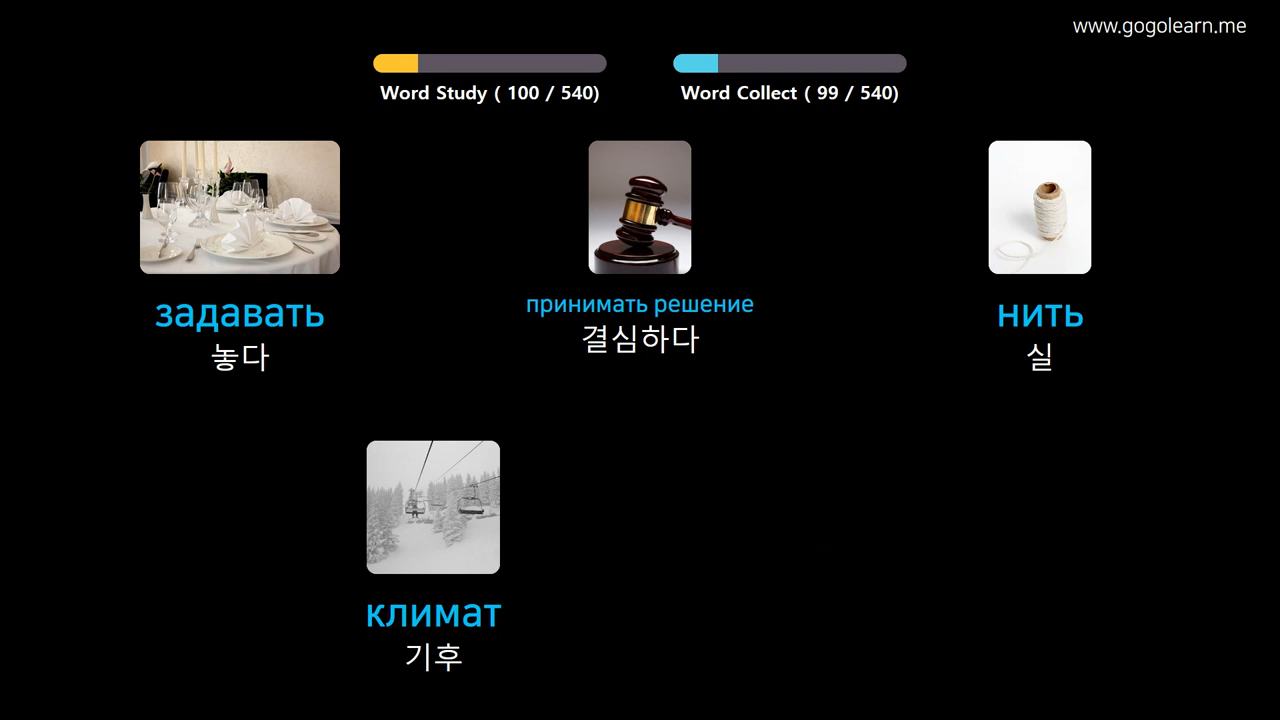 www.gogolearn.me
Word Study ( 100 / 540)
Word Collect ( 99 / 540)
задавать
놓다
принимать решение
결심하다
нить
실
климат
기후